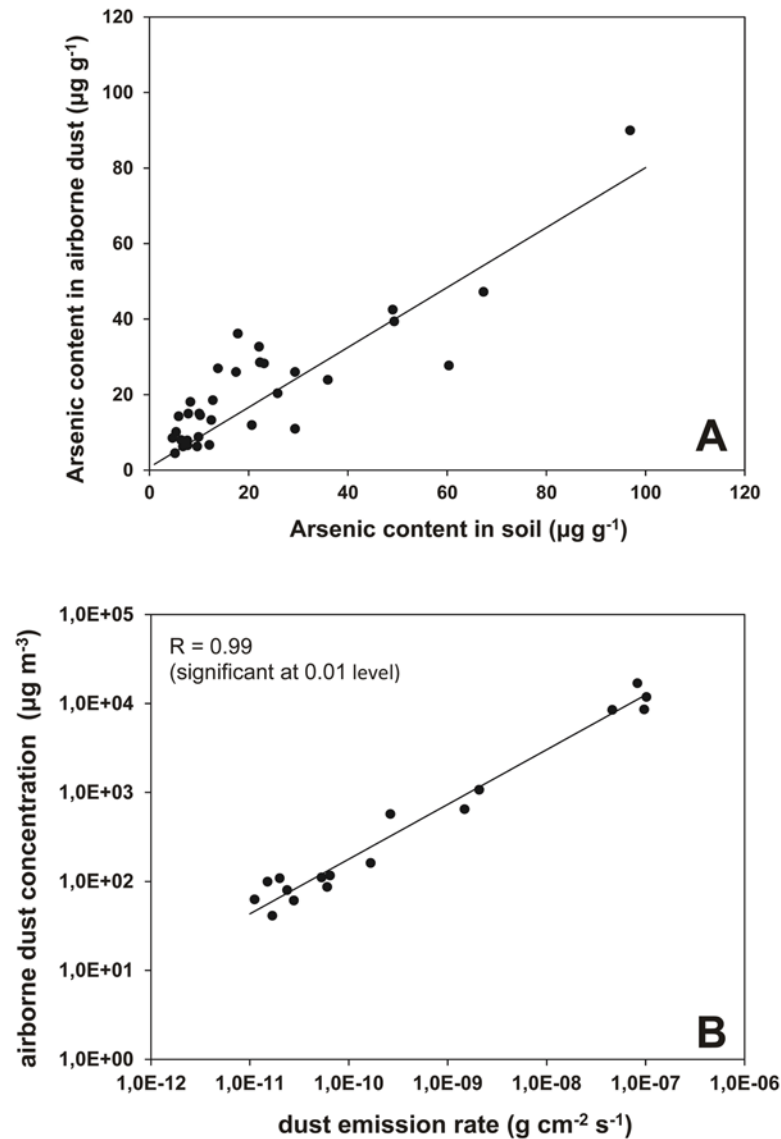 120
100
80
60
40
20
0
Arsenic content in airborne dust (µg g⁻¹)
A
0 20 40 60 80 100 120
Arsenic content in soil (µg g⁻¹)
1,0E+05
R = 0.99
(significant at 0.01 level)
1,0E+04
1,0E+03
1,0E+02
1,0E+01
1,0E+00
airborne dust concentration (µg m⁻³)
B
1,0E-12 1,0E-11 1,0E-10 1,0E-09 1,0E-08 1,0E-07 1,0E-06
dust emission rate (g cm⁻² s⁻¹)